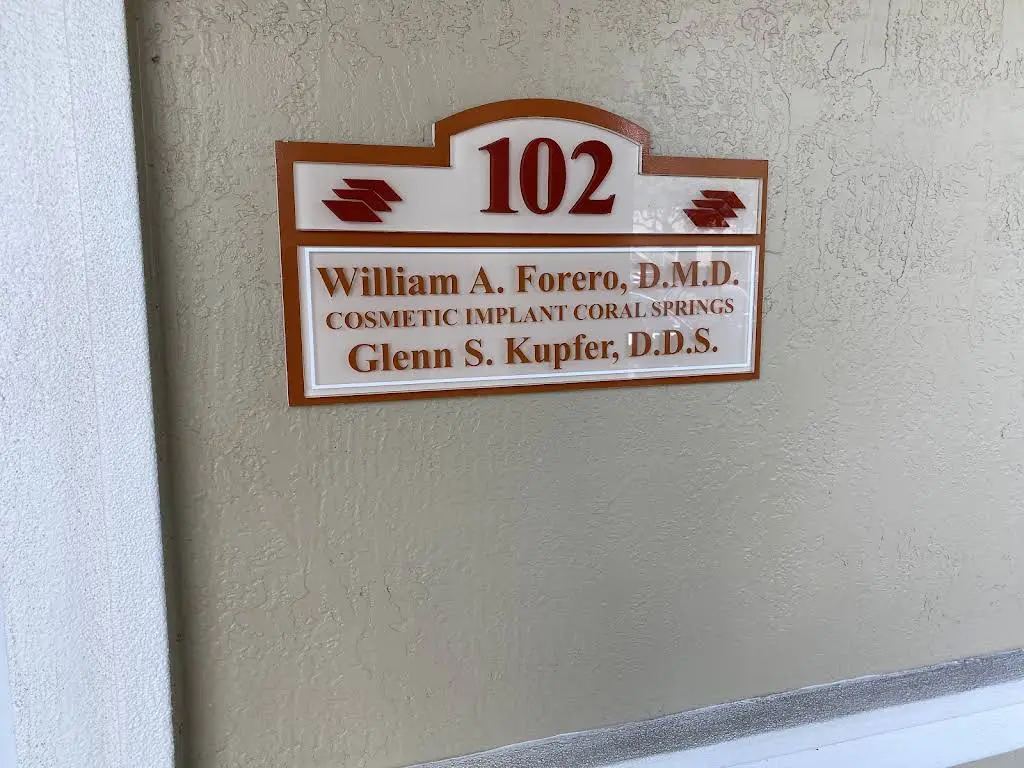 102
William A. Forero, D.M.D.
COSMETIC IMPLANT CORAL SPRINGS
Glenn S. Kupfer, D.D.S.